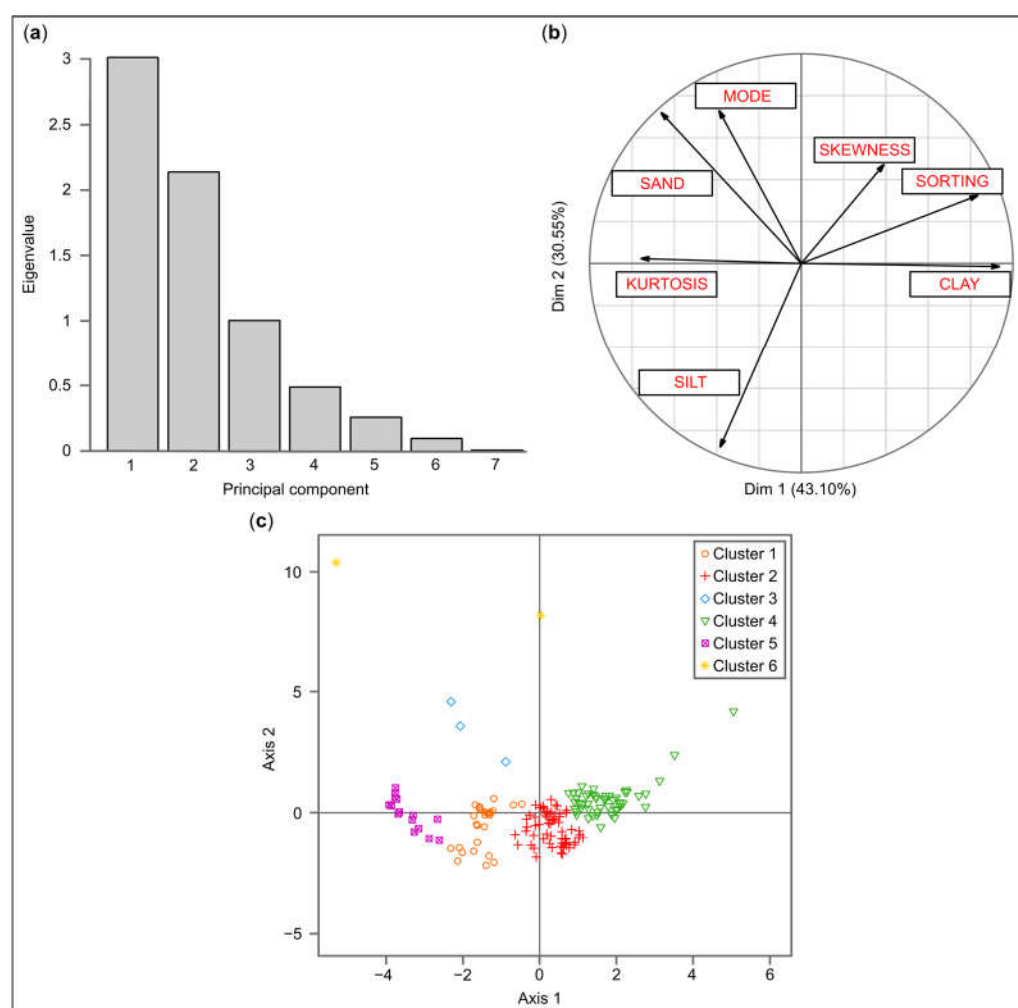 (a)
3
2.5
2
1.5
1
0.5
0
Eigenvalue
1 2 3 4 5 6 7
Principal component
(b)
MODE
SKEWNESS
SAND
SORTING
KURTOSIS
CLAY
SILT
Dim 2 (30.55%)
Dim 1 (43.10%)
(c)
Cluster 1
Cluster 2
Cluster 3
Cluster 4
Cluster 5
Cluster 6
10
5
0
−5
Axis 2
−4 −2 0 2 4 6
Axis 1